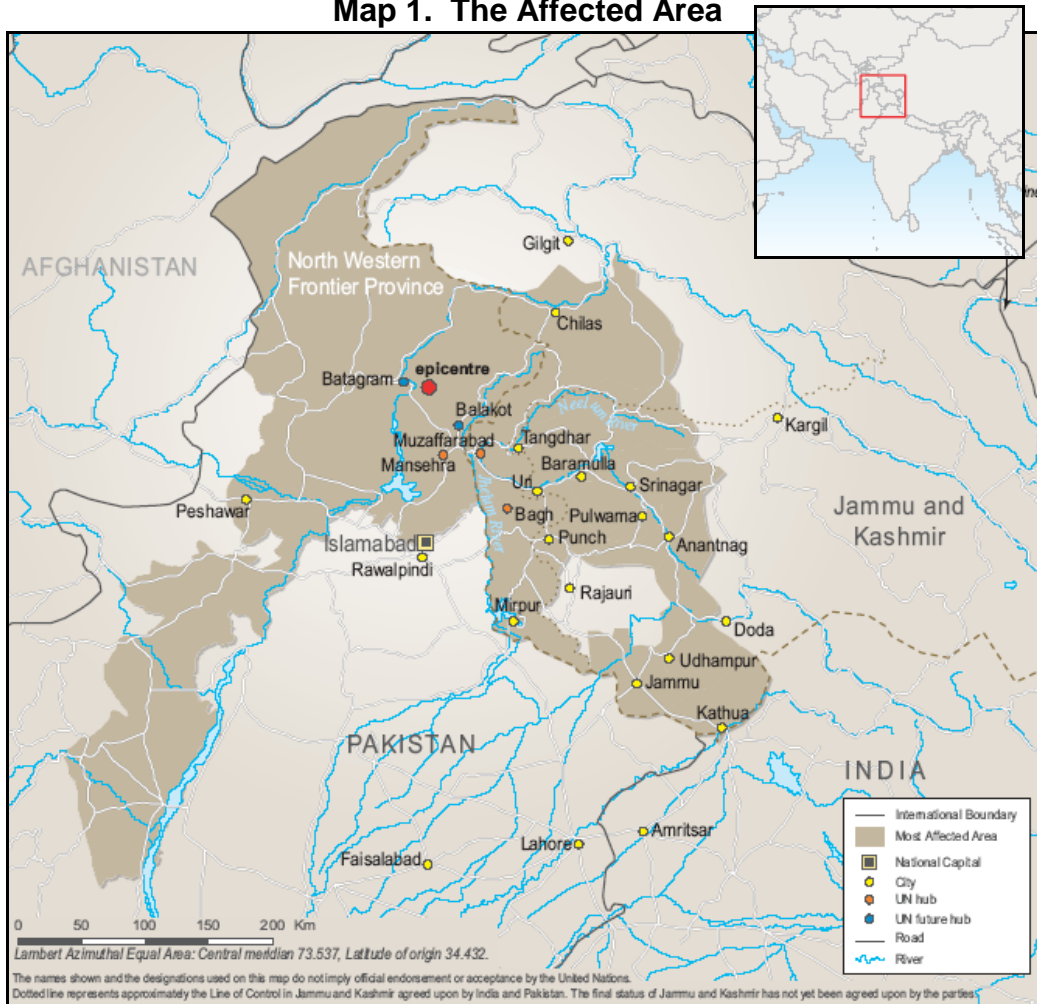 Map 1. The Affected Area
Gilgit
AFGHANISTAN
North Western
Frontier Province
Chilas
epicentre
Batagram
Balakot
Neelum River
Kargil
Muzaffarabad
Tangdhar
Mansehra
Baramulla
Uri
Srinagar
Jhelum River
Peshawar
Bagh
Pulwama
Jammu and
Kashmir
Islamabad
Punch
Anantnag
Rawalpindi
Rajauri
Mirpur
Doda
Udhampur
Jammu
Kathua
PAKISTAN
INDIA
Amritsar
Lahore
Faisalabad
International Boundary
Most Affected Area
National Capital
City
UN hub
UN future hub
Road
River
0 50 100 150 200 Km
Lambert Azimuthal Equal Area: Central meridian 73.537, Latitude of origin 34.432.
The names shown and the designations used on this map do not imply official endorsement or acceptance by the United Nations.
Dotted line represents approximately the Line of Control in Jammu and Kashmir agreed upon by India and Pakistan. The final status of Jammu and Kashmir has not yet been agreed upon by the parties